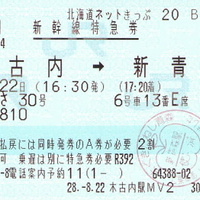 北海道ネットきっぷ 20
新幹線特急券
古内 → 新青
22日 (16:30発) (17:20着)
30号 6号車13番E席
810
払戻には同時発券のA券が必要 2割
可 乗遅は別に特急券必要 R392
-8電話案内予約11(1-) 64388-02
28.-8.22 木古内駅MV2